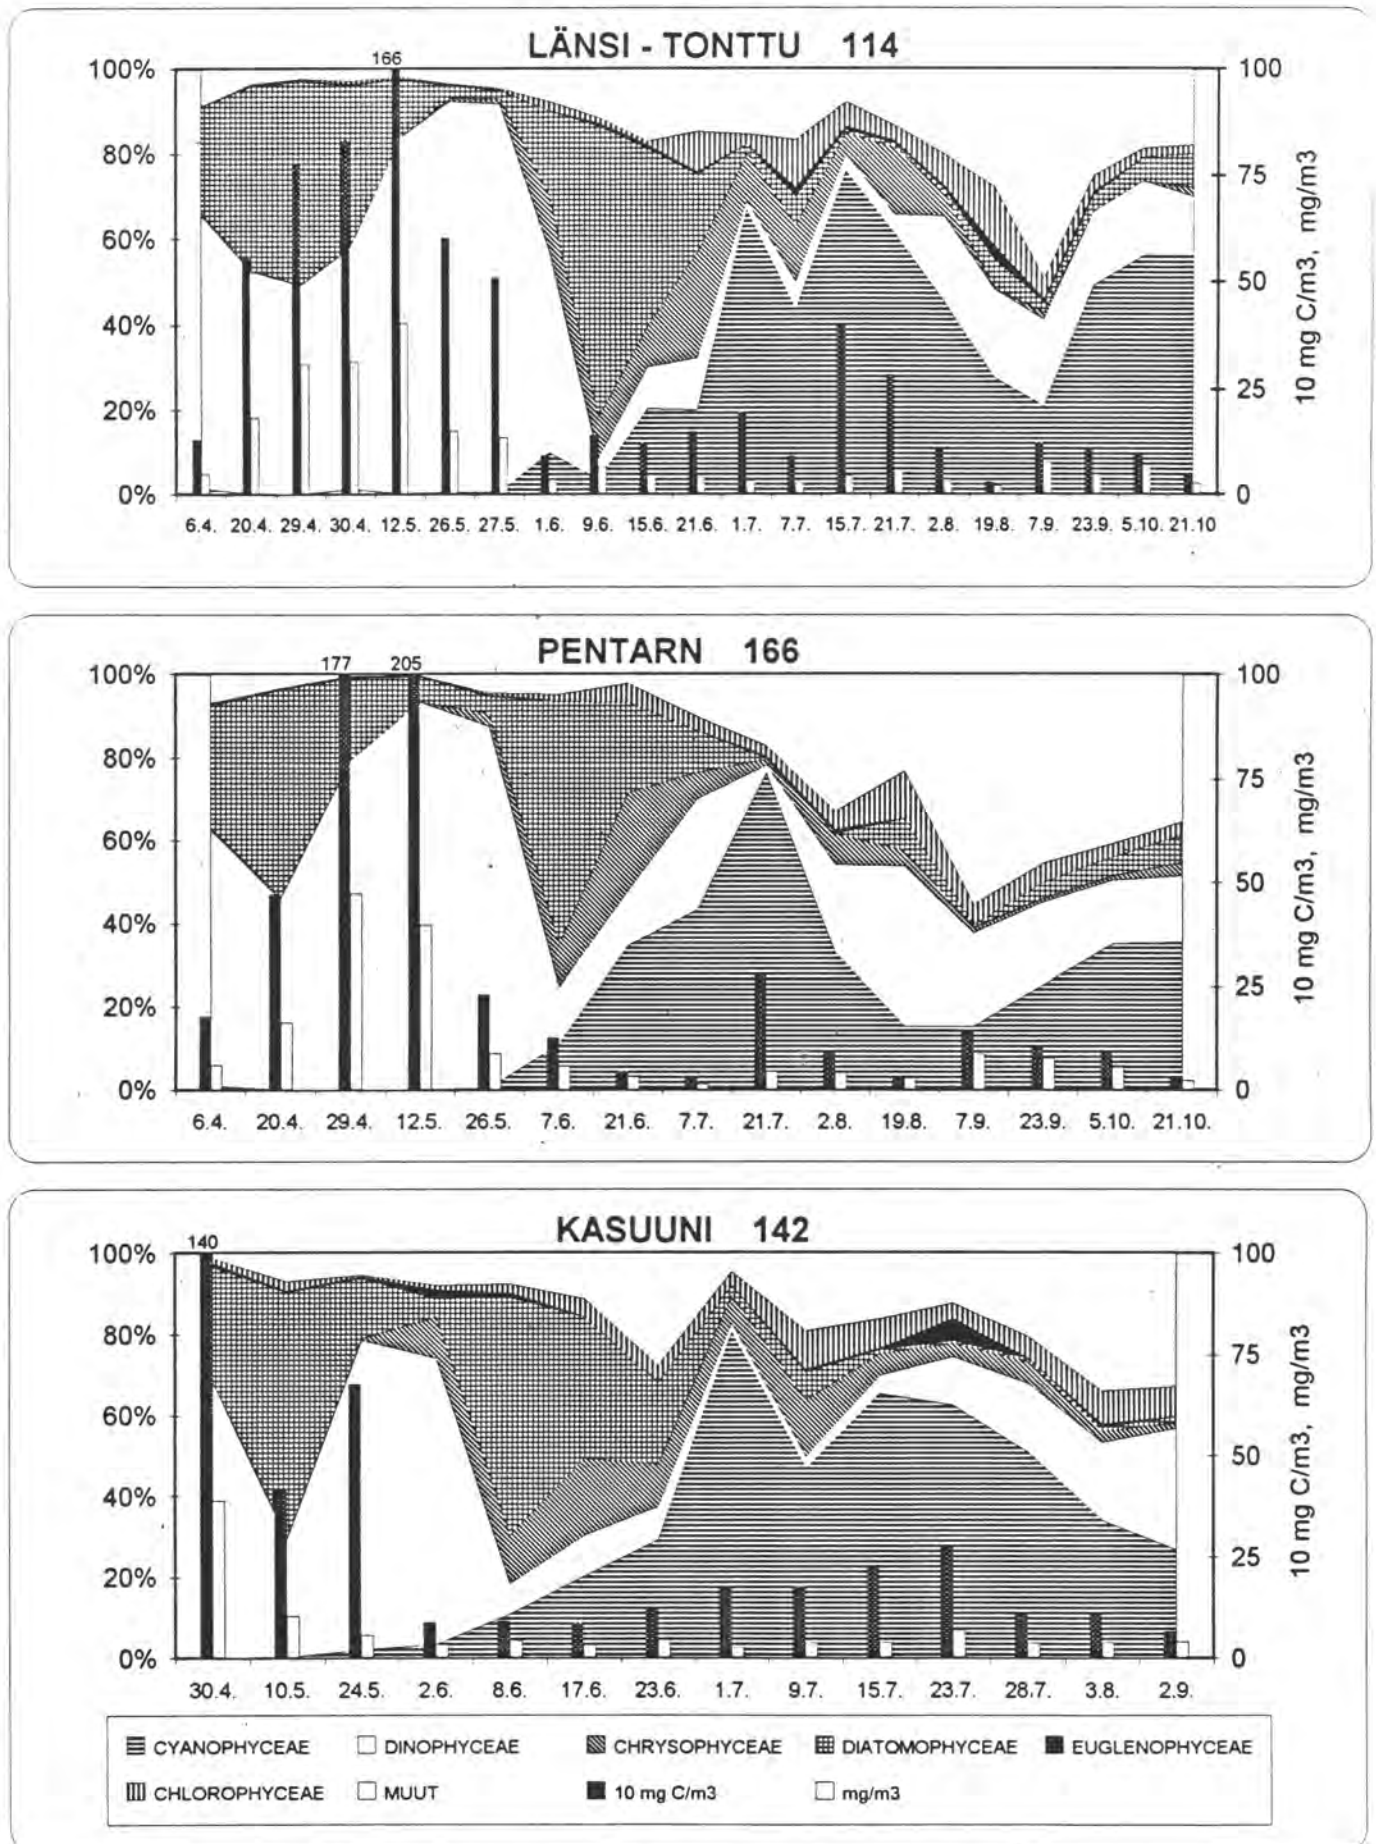 LÄNSI - TONTTU 114
166
100% 100
80% 75
60% 50
40% 25
20%
0% 0
10 mg C/m3, mg/m3
6.4. 20.4. 29.4. 30.4. 12.5. 26.5. 27.5. 1.6. 9.6. 15.6. 21.6. 1.7. 7.7. 15.7. 21.7. 2.8. 19.8. 7.9. 23.9. 5.10. 21.10
PENTARN 166
177 205
100% 100
80% 75
60% 50
40% 25
20%
0% 0
10 mg C/m3, mg/m3
6.4. 20.4. 29.4. 12.5. 26.5. 7.6. 21.6. 7.7. 21.7. 2.8. 19.8. 7.9. 23.9. 5.10. 21.10.
KASUUNI 142
140
100% 100
80% 75
60% 50
40% 25
20%
0% 0
10 mg C/m3, mg/m3
30.4. 10.5. 24.5. 2.6. 8.6. 17.6. 23.6. 1.7. 9.7. 15.7. 23.7. 28.7. 3.8. 2.9.
CYANOPHYCEAE DINOPHYCEAE CHRYSOPHYCEAE DIATOMOPHYCEAE EUGLENOPHYCEAE
CHLOROPHYCEAE MUUT 10 mg C/m3 mg/m3